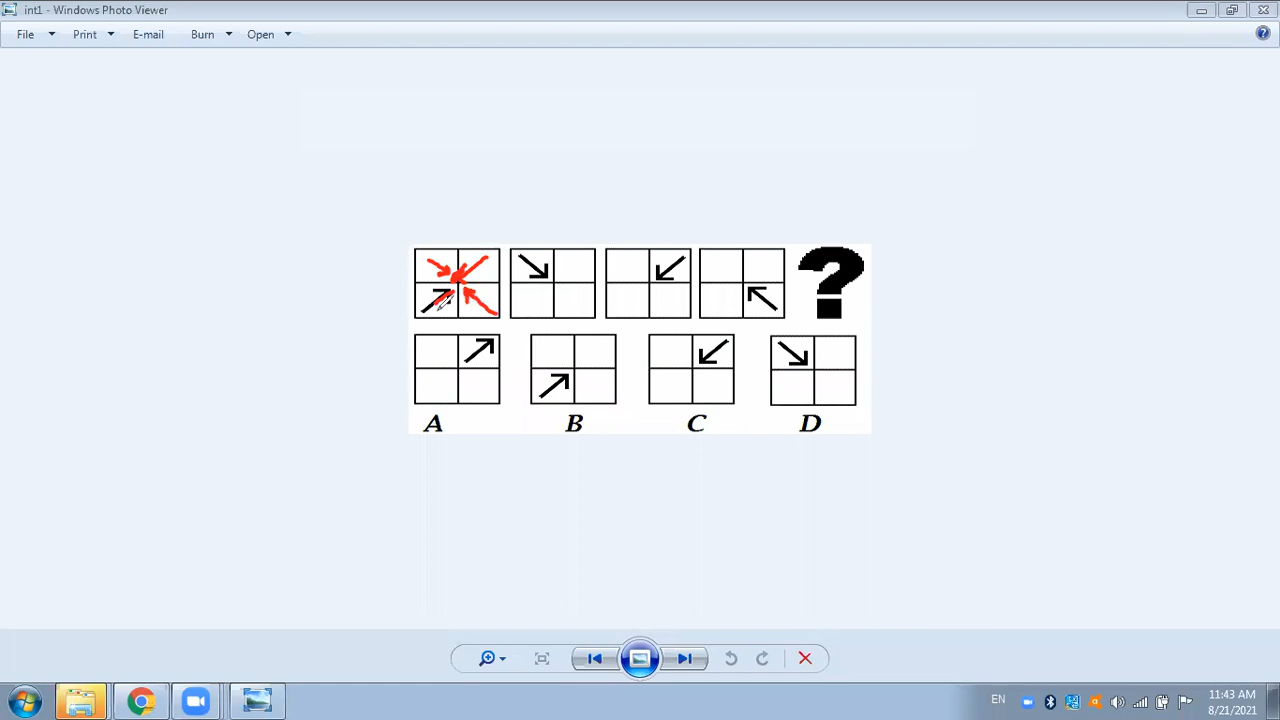 int1 - Windows Photo Viewer
File Print E-mail Burn Open
?
A B C D
EN
11:43 AM
8/21/2021